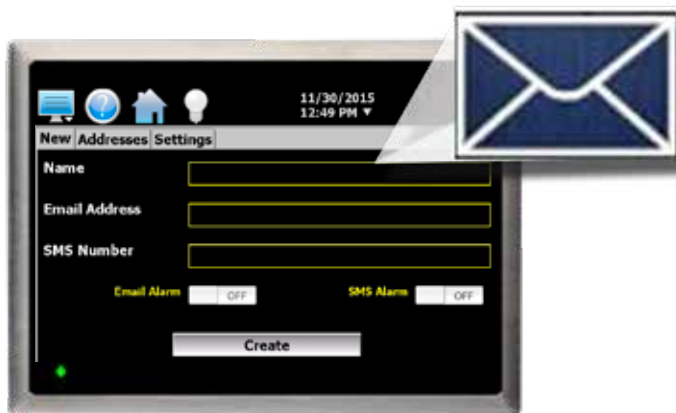 11/30/2015
12:49 PM ▼
New Addresses Settings
Name
Email Address
SMS Number
Email Alarm OFF SMS Alarm OFF
Create